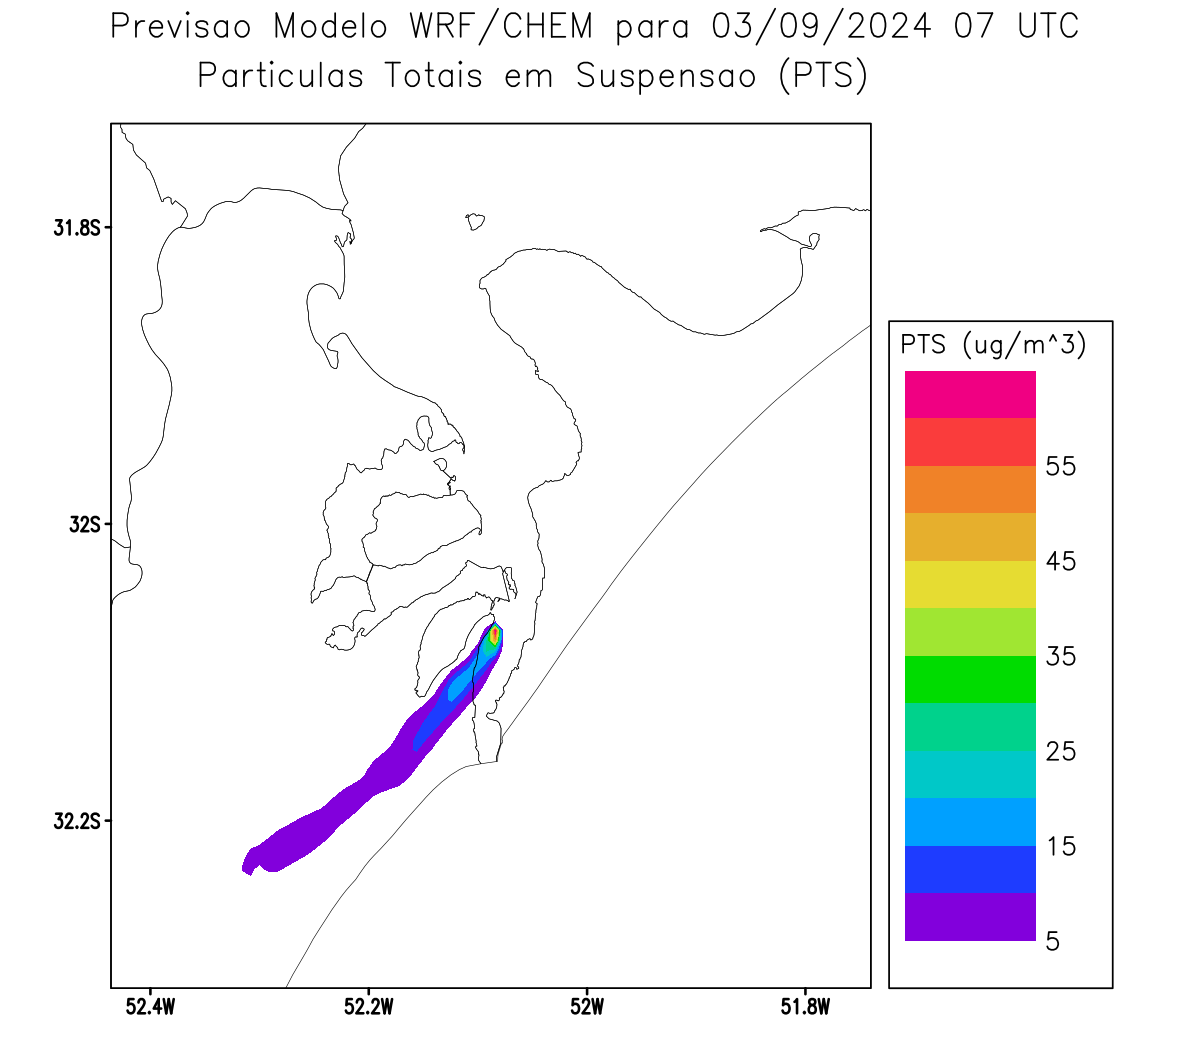 Previsao Modelo WRF/CHEM para 03/09/2024 07 UTC
Particulas Totais em Suspensao (PTS)
31.8S
32S
32.2S
52.4W
52.2W
52W
51.8W
PTS (ug/m^3)
55
45
35
25
15
5